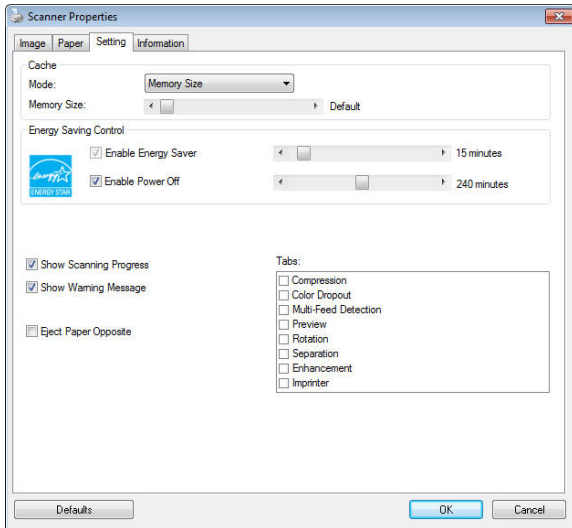 Scanner Properties
Image Paper Setting Information
Cache
Mode: Memory Size
Memory Size: Default
Energy Saving Control
Enable Energy Saver 15 minutes
energy
ENERGY STAR
Enable Power Off 240 minutes
Show Scanning Progress
Show Warning Message
Eject Paper Opposite
Tabs:
Compression
Color Dropout
Multi-Feed Detection
Preview
Rotation
Separation
Enhancement
Imprinter
Defaults OK Cancel